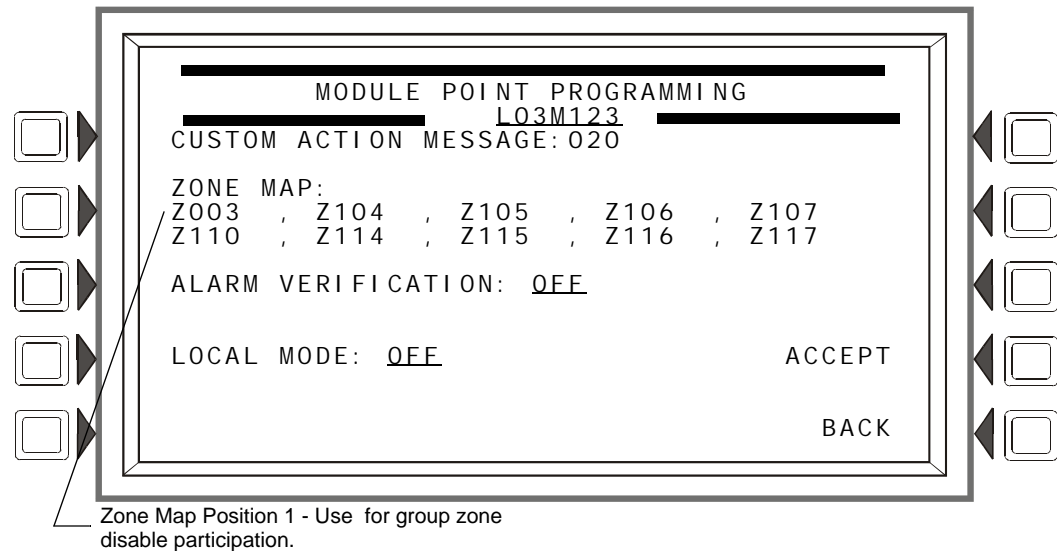 MODULE POINT PROGRAMMING
L03M123
CUSTOM ACTION MESSAGE:020
ZONE MAP:
Z003 , Z104 , Z105 , Z106 , Z107
Z110 , Z114 , Z115 , Z116 , Z117
ALARM VERIFICATION: OFF
LOCAL MODE: OFF ACCEPT
BACK
Zone Map Position 1 - Use for group zone
disable participation.